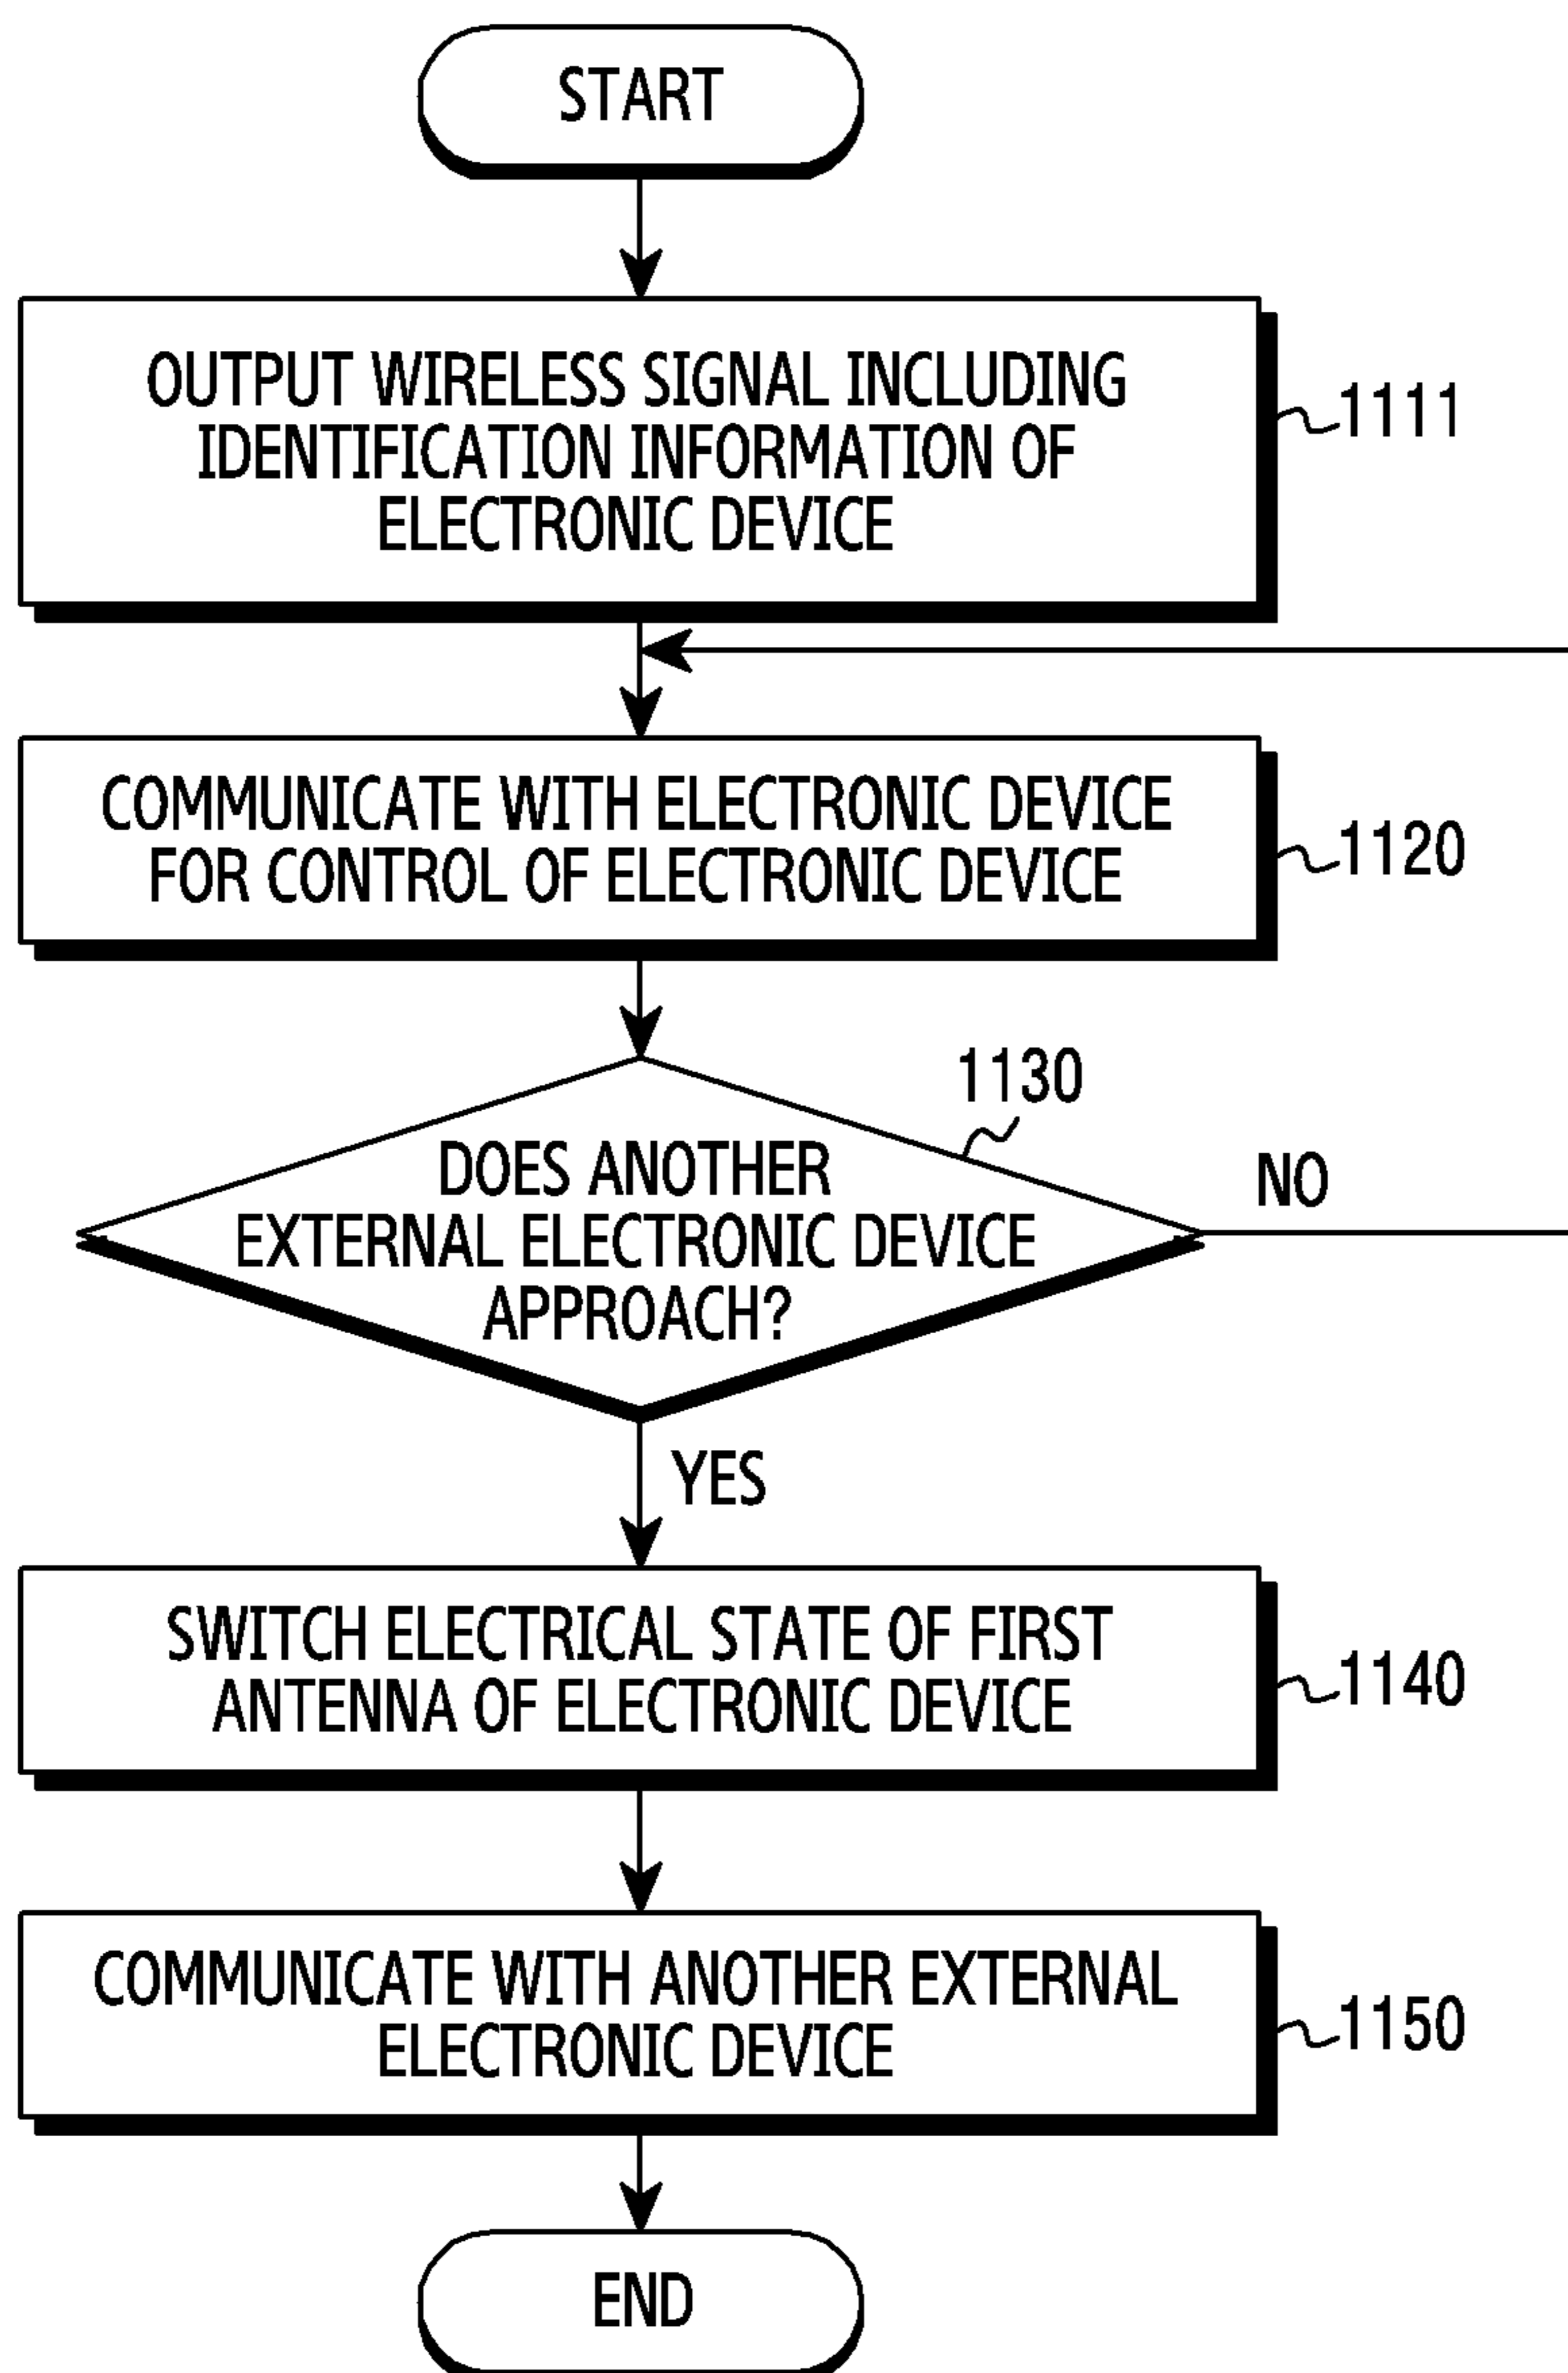 START
OUTPUT WIRELESS SIGNAL INCLUDING
IDENTIFICATION INFORMATION OF
ELECTRONIC DEVICE
1111
COMMUNICATE WITH ELECTRONIC DEVICE
FOR CONTROL OF ELECTRONIC DEVICE
1120
1130
DOES ANOTHER
EXTERNAL ELECTRONIC DEVICE
APPROACH?
NO
YES
SWITCH ELECTRICAL STATE OF FIRST
ANTENNA OF ELECTRONIC DEVICE
1140
COMMUNICATE WITH ANOTHER EXTERNAL
ELECTRONIC DEVICE
1150
END